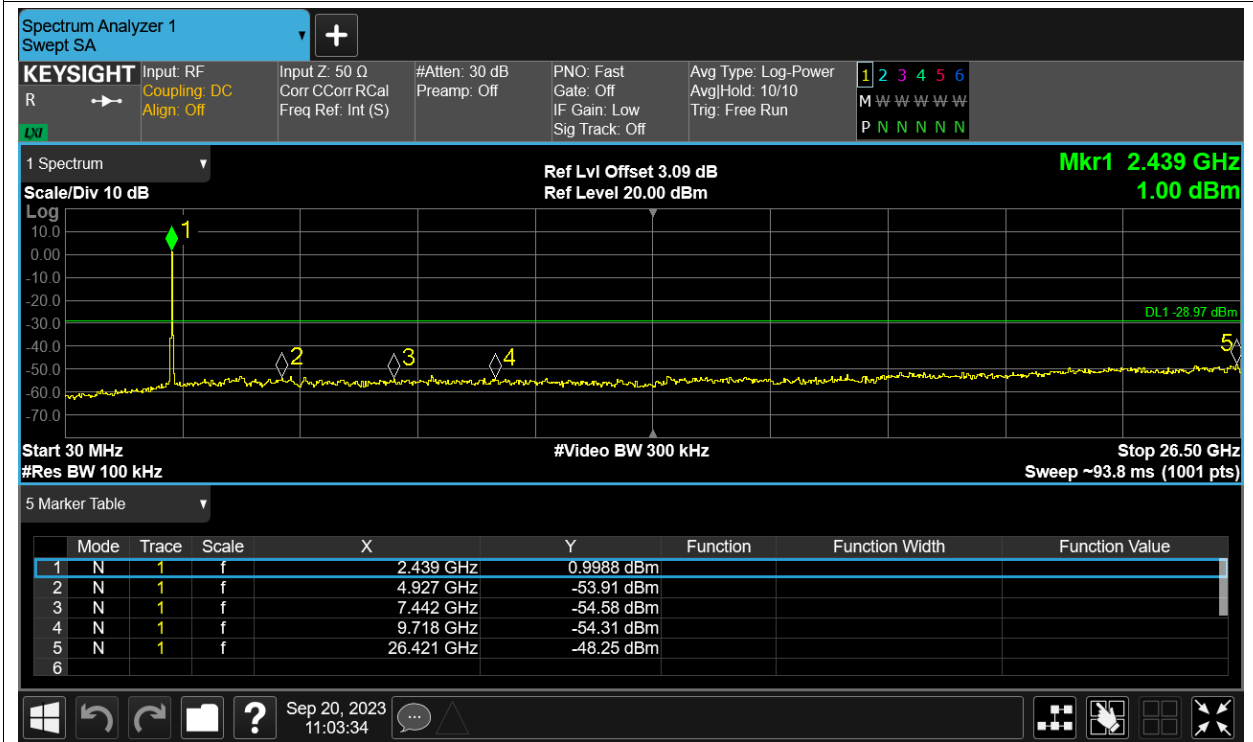 Spectrum Analyzer 1
Swept SA
+
KEYSIGHT Input: RF Input Z: 50 Ω #Atten: 30 dB PNO: Fast Avg Type: Log-Power 1 2 3 4 5 6
R Coupling: DC Corr CCorr RCal Preamp: Off Gate: Off Avg|Hold: 10/10 M W W W W W
Align: Off Freq Ref: Int (S) IF Gain: Low Trig: Free Run
LXI Sig Track: Off P N N N N N
1 Spectrum Ref Lvl Offset 3.09 dB Mkr1 2.439 GHz
Scale/Div 10 dB Ref Level 20.00 dBm 1.00 dBm
Log
10.0 1
0.00
-10.0
-20.0
-30.0 DL1 -28.97 dBm
-40.0 2 3 4 5
-50.0
-60.0
-70.0
Start 30 MHz #Video BW 300 kHz Stop 26.50 GHz
#Res BW 100 kHz Sweep ~93.8 ms (1001 pts)
5 Marker Table
Mode Trace Scale X Y Function Function Width Function Value
1 N 1 f 2.439 GHz 0.9988 dBm
2 N 1 f 4.927 GHz -53.91 dBm
3 N 1 f 7.442 GHz -54.58 dBm
4 N 1 f 9.718 GHz -54.31 dBm
5 N 1 f 26.421 GHz -48.25 dBm
6
? Sep 20, 2023
11:03:34